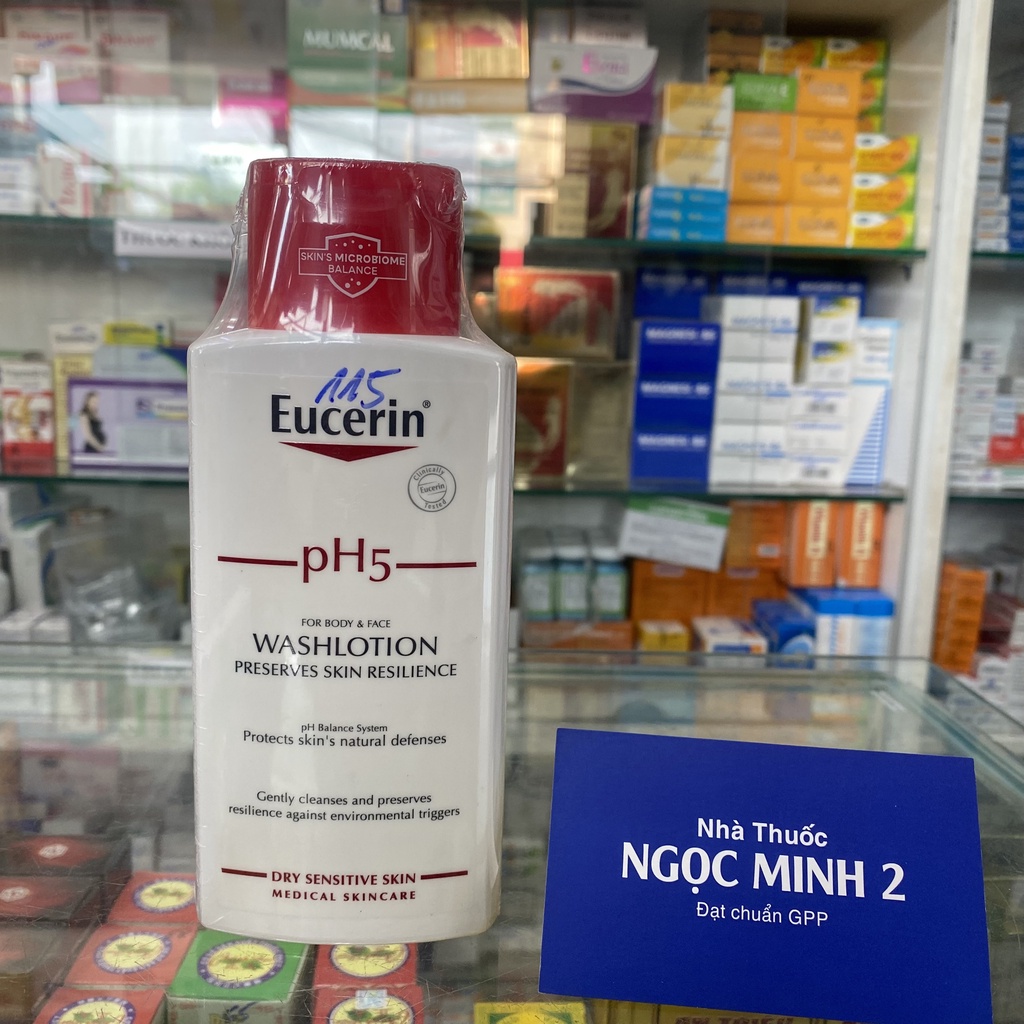 MUMCAL
SKIN'S MICROBIOME
BALANCE
115
Eucerin®
Clinically
Eucerin
Tested
pH5
FOR BODY & FACE
WASHLOTION
PRESERVES SKIN RESILIENCE
pH Balance System
Protects skin's natural defenses
Gently cleanses and preserves
resilience against environmental triggers
DRY SENSITIVE SKIN
MEDICAL SKINCARE
Nhà Thuốc
NGỌC MINH 2
Đạt chuẩn GPP